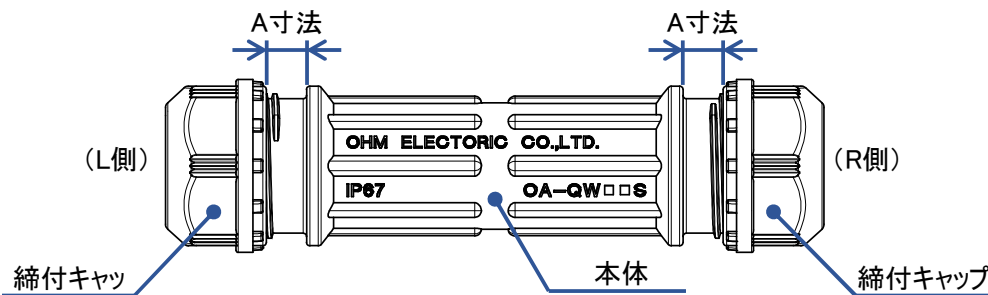 A寸法 A寸法
(L側) OHM ELECTORIC CO.,LTD. (R側)
IP67 OA-QW□□S
締付キャッ 本体 締付キャップ